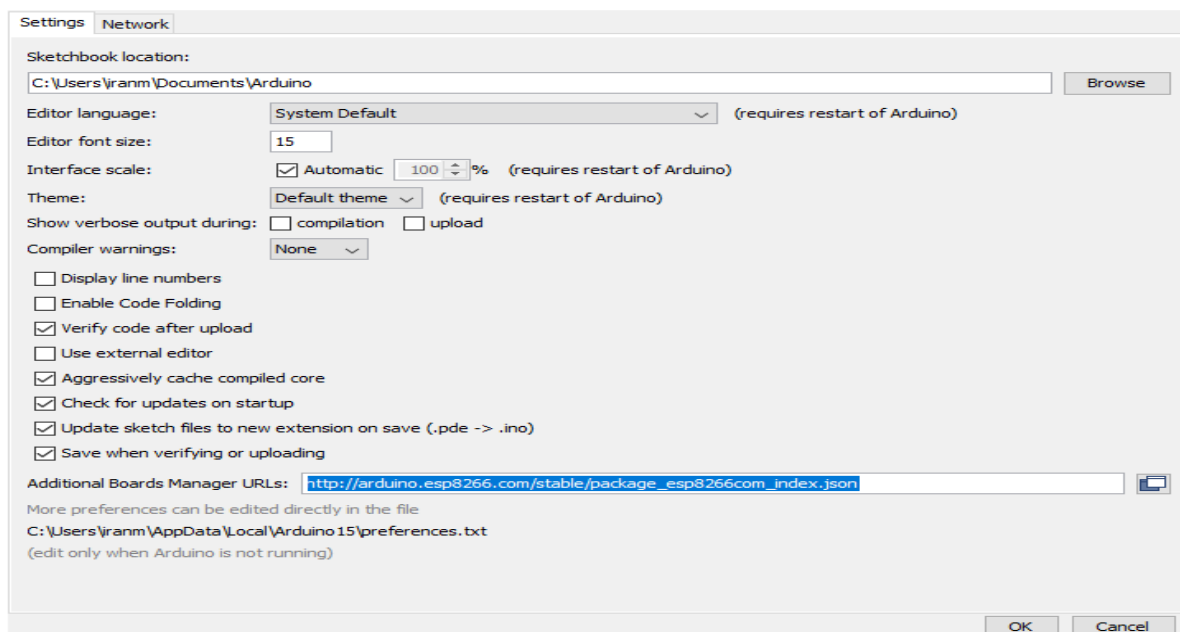 Settings Network
Sketchbook location:
C:\Users\iranm\Documents\Arduino Browse
Editor language: System Default (requires restart of Arduino)
Editor font size: 15
Interface scale: Automatic 100 % (requires restart of Arduino)
Theme: Default theme (requires restart of Arduino)
Show verbose output during: compilation upload
Compiler warnings: None
Display line numbers
Enable Code Folding
Verify code after upload
Use external editor
Aggressively cache compiled core
Check for updates on startup
Update sketch files to new extension on save (.pde -> .ino)
Save when verifying or uploading
Additional Boards Manager URLs: http://arduino.esp8266.com/stable/package_esp8266com_index.json
More preferences can be edited directly in the file
C:\Users\iranm\AppData\Local\Arduino15\preferences.txt
(edit only when Arduino is not running)
OK Cancel